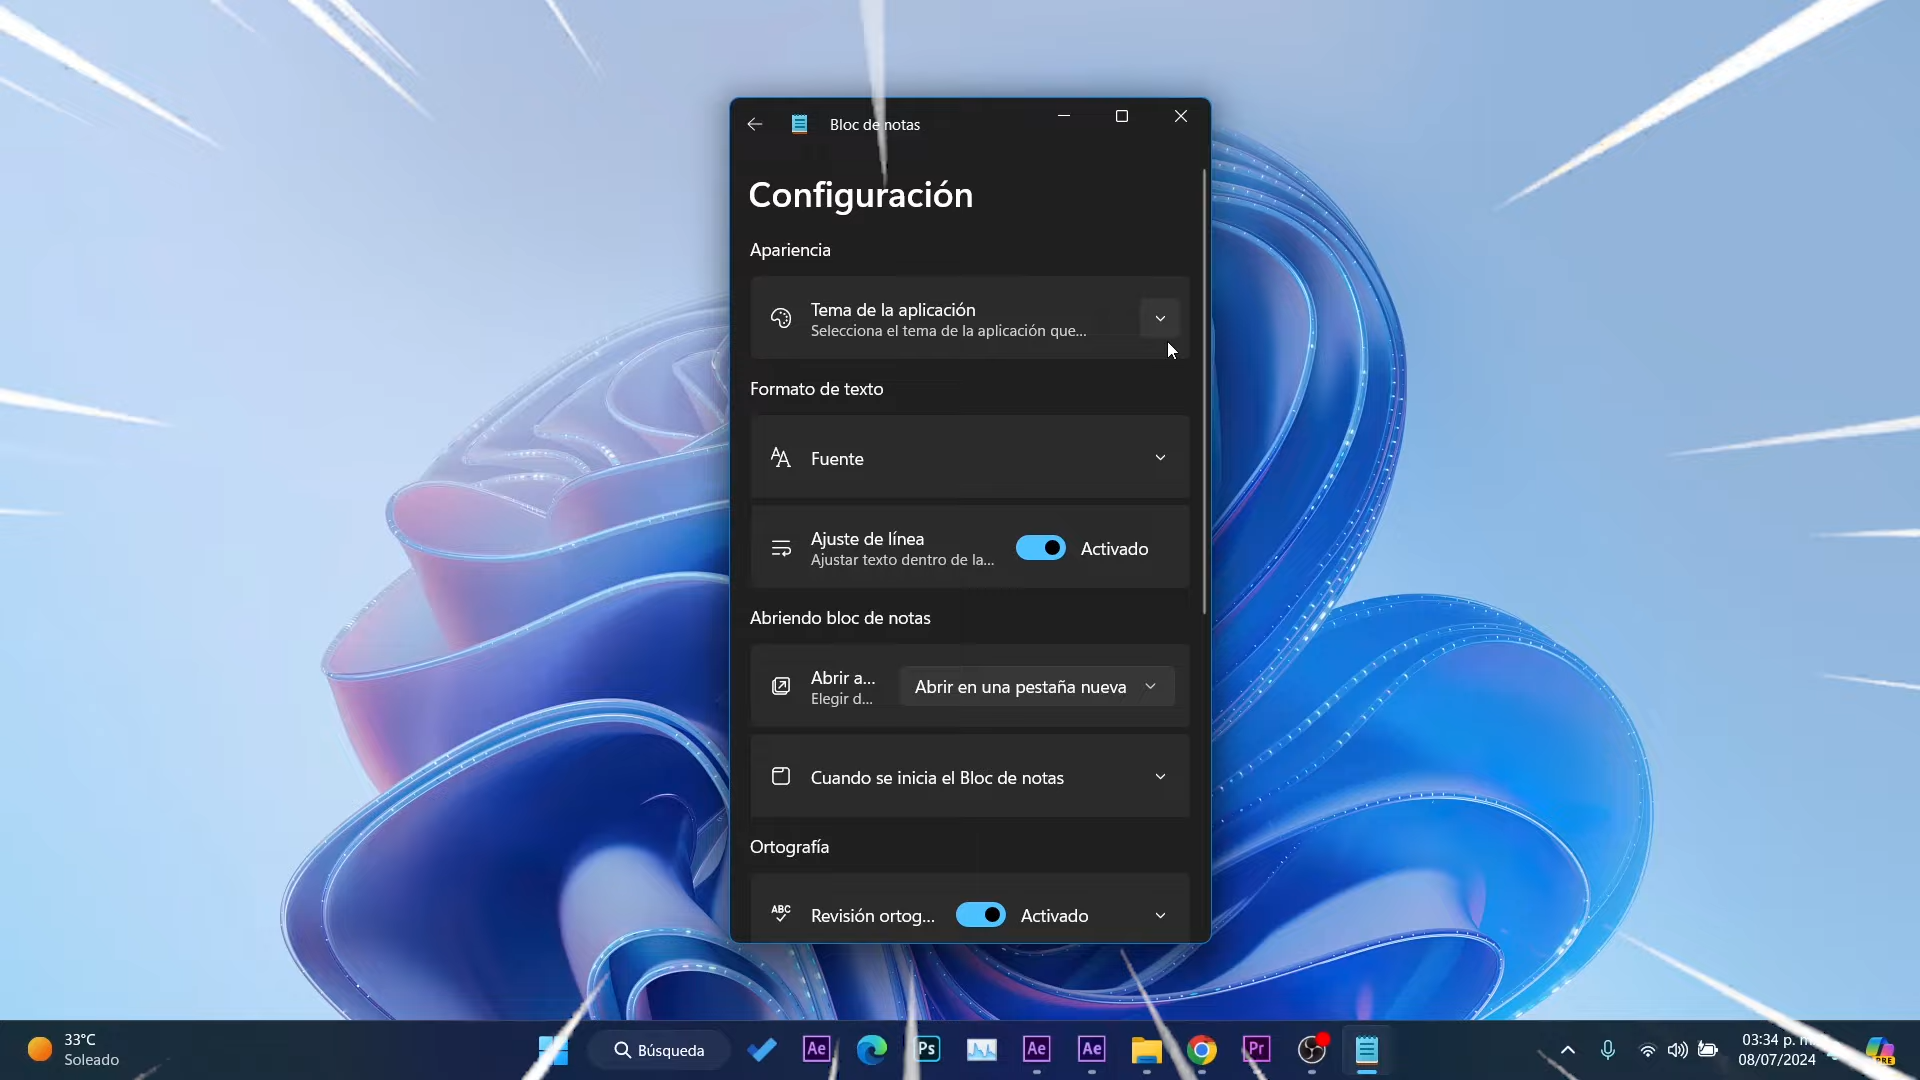 Bloc de notas
Configuración
Apariencia
Tema de la aplicación
Selecciona el tema de la aplicación que...
Formato de texto
Fuente
Ajuste de línea
Ajustar texto dentro de la...
Activado
Abriendo bloc de notas
Abrir a...
Elegir d...
Abrir en una pestaña nueva
Cuando se inicia el Bloc de notas
Ortografía
ABC
Revisión ortog...
Activado
33°C
Soleado
Búsqueda
Ae
Ps
Ae
Ae
Pr
03:34 p.
08/07/2024
PRE